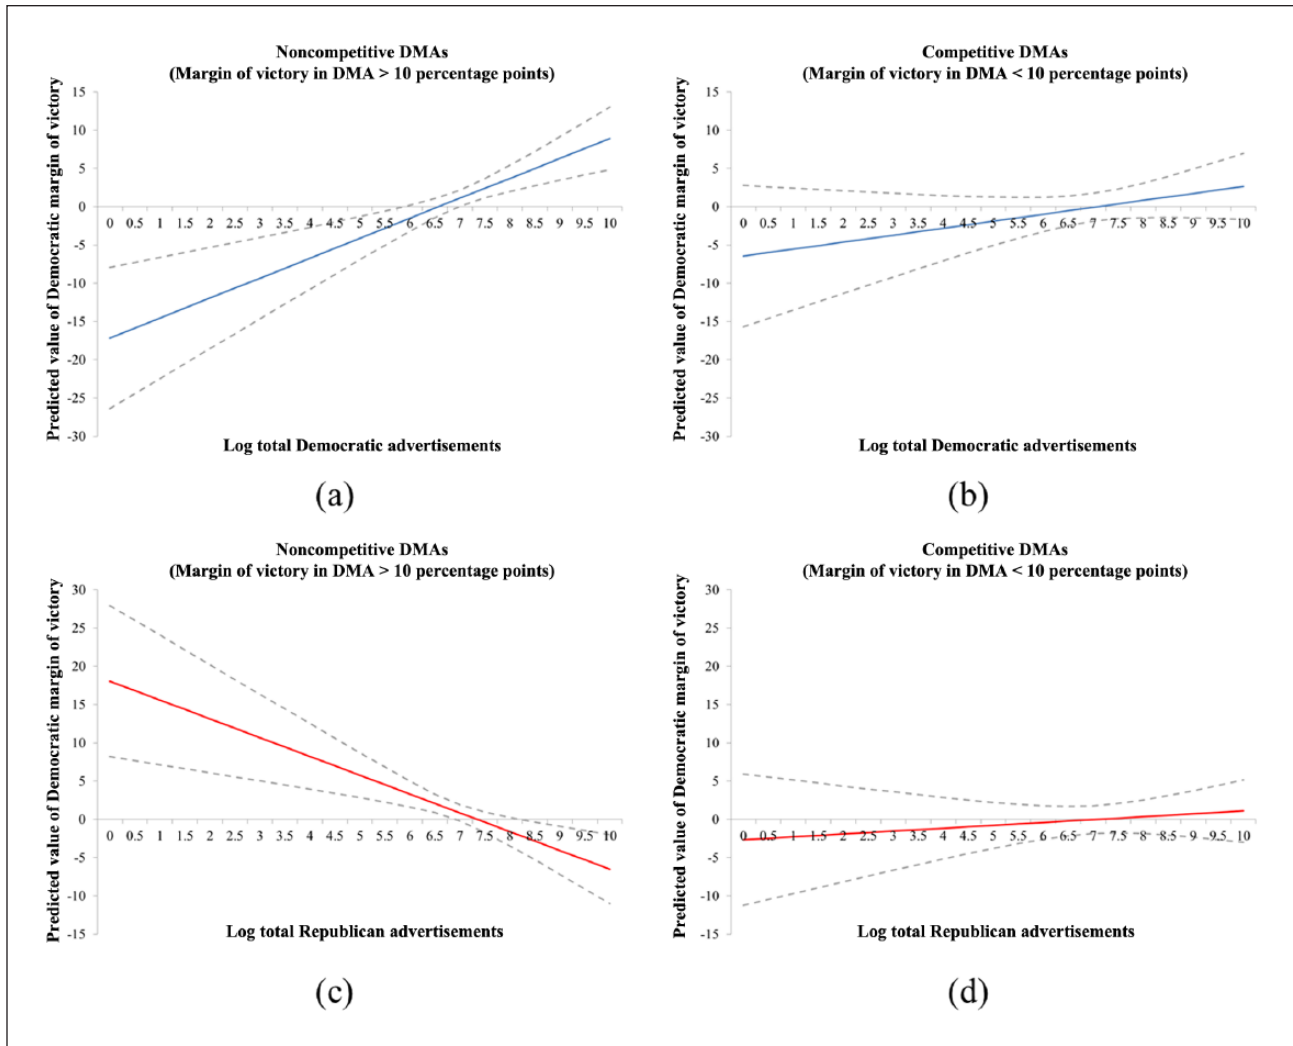 Noncompetitive DMAs
(Margin of victory in DMA > 10 percentage points)
Predicted value of Democratic margin of victory
15
10
5
0
-5
-10
-15
-20
-25
-30
0 0.5 1 1.5 2 2.5 3 3.5 4 4.5 5 5.5 6 6.5 7 7.5 8 8.5 9 9.5 10
Log total Democratic advertisements
(a)
Competitive DMAs
(Margin of victory in DMA < 10 percentage points)
Predicted value of Democratic margin of victory
15
10
5
0
-5
-10
-15
-20
-25
-30
0 0.5 1 1.5 2 2.5 3 3.5 4 4.5 5 5.5 6 6.5 7 7.5 8 8.5 9 9.5 10
Log total Democratic advertisements
(b)
Noncompetitive DMAs
(Margin of victory in DMA > 10 percentage points)
Predicted value of Democratic margin of victory
30
25
20
15
10
5
0
-5
-10
-15
0 0.5 1 1.5 2 2.5 3 3.5 4 4.5 5 5.5 6 6.5 7 7.5 8 8.5 9 9.5 10
Log total Republican advertisements
(c)
Competitive DMAs
(Margin of victory in DMA < 10 percentage points)
Predicted value of Democratic margin of victory
30
25
20
15
10
5
0
-5
-10
-15
0 0.5 1 1.5 2 2.5 3 3.5 4 4.5 5 5.5 6 6.5 7 7.5 8 8.5 9 9.5 10
Log total Republican advertisements
(d)